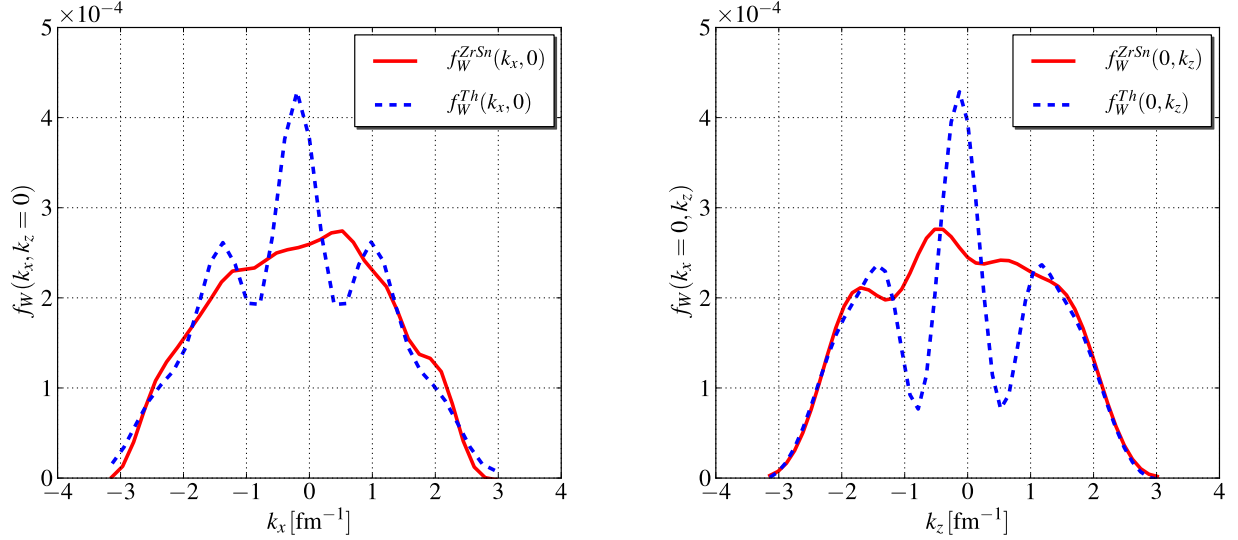 ×10⁻⁴
5
4
3
2
1
0
−4 −3 −2 −1 0 1 2 3 4
f_W(k_x, k_z = 0)
k_x [fm⁻¹]
f_W^{ZrSn}(k_x, 0)
f_W^{Th}(k_x, 0)
×10⁻⁴
5
4
3
2
1
0
−4 −3 −2 −1 0 1 2 3 4
f_W(k_x = 0, k_z)
k_z [fm⁻¹]
f_W^{ZrSn}(0, k_z)
f_W^{Th}(0, k_z)